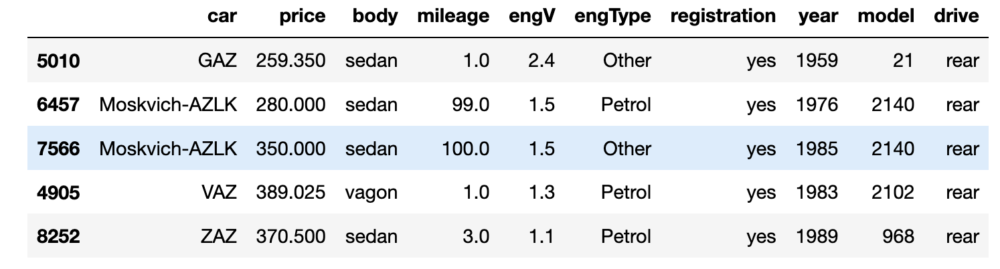 car price body mileage engV engType registration year model drive
5010 GAZ 259.350 sedan 1.0 2.4 Other yes 1959 21 rear
6457 Moskvich-AZLK 280.000 sedan 99.0 1.5 Petrol yes 1976 2140 rear
7566 Moskvich-AZLK 350.000 sedan 100.0 1.5 Other yes 1985 2140 rear
4905 VAZ 389.025 vagon 1.0 1.3 Petrol yes 1983 2102 rear
8252 ZAZ 370.500 sedan 3.0 1.1 Petrol yes 1989 968 rear